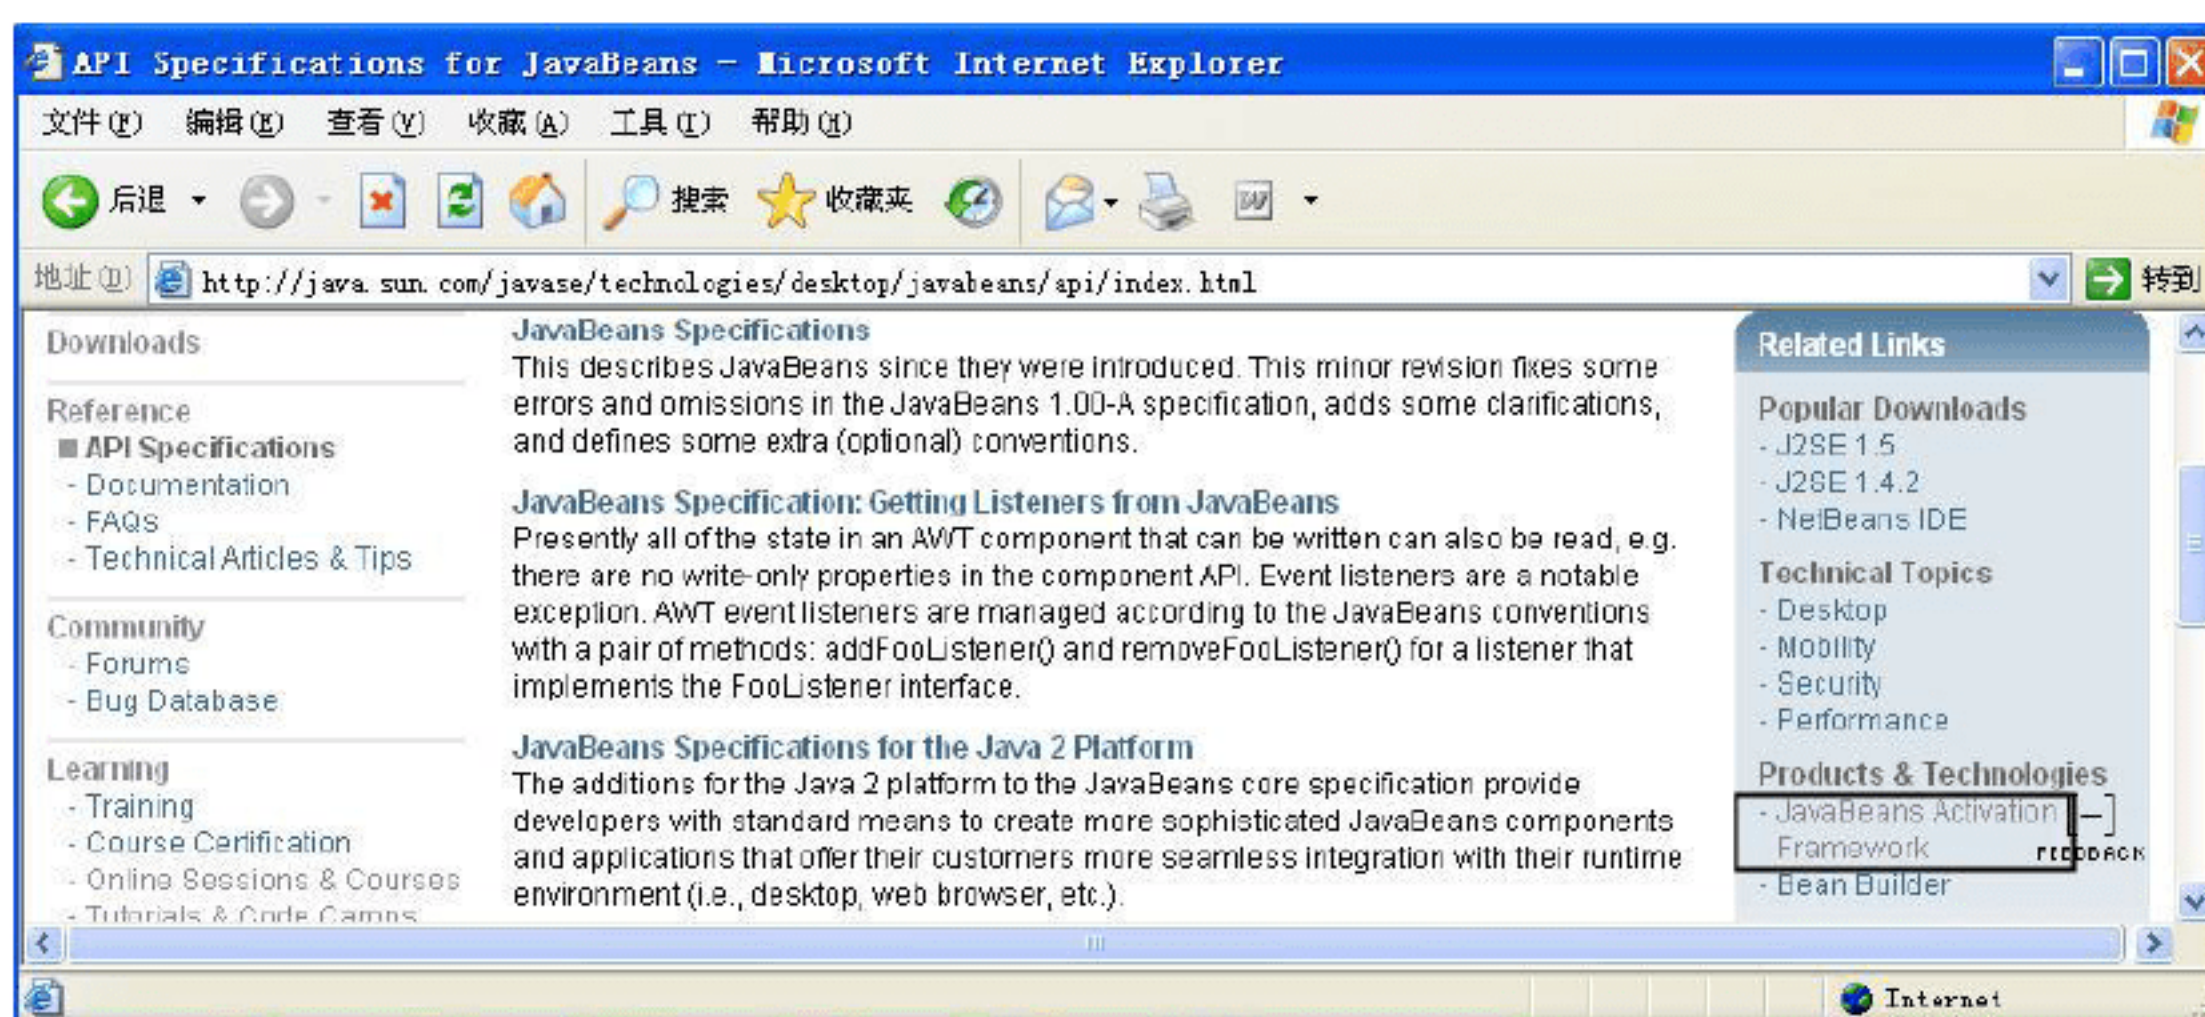 API Specifications for JavaBeans - Microsoft Internet Explorer
文件(F) 编辑(E) 查看(V) 收藏(A) 工具(T) 帮助(H)
后退 搜索 收藏夹
地址(D) http://java.sun.com/javase/technologies/desktop/javabeans/api/index.html 转到
Downloads
Reference
API Specifications
- Documentation
- FAQs
- Technical Articles & Tips
Community
- Forums
- Bug Database
Learning
- Training
- Course Certification
- Online Sessions & Courses
- Tutorials & Code Camps
JavaBeans Specifications
This describes JavaBeans since they were introduced. This minor revision fixes some
errors and omissions in the JavaBeans 1.00-A specification, adds some clarifications,
and defines some extra (optional) conventions.
JavaBeans Specification: Getting Listeners from JavaBeans
Presently all of the state in an AWT component that can be written can also be read, e.g.
there are no write-only properties in the component API. Event listeners are a notable
exception. AWT event listeners are managed according to the JavaBeans conventions
with a pair of methods: addFooListener() and removeFooListener() for a listener that
implements the FooListener interface.
JavaBeans Specifications for the Java 2 Platform
The additions for the Java 2 platform to the JavaBeans core specification provide
developers with standard means to create more sophisticated JavaBeans components
and applications that offer their customers more seamless integration with their runtime
environment (i.e., desktop, web browser, etc.).
Related Links
Popular Downloads
- J2SE 1.5
- J2SE 1.4.2
- NetBeans IDE
Technical Topics
- Desktop
- Mobility
- Security
- Performance
Products & Technologies
- JavaBeans Activation
Framework
- Bean Builder
[-]
FEEDBACK
Internet